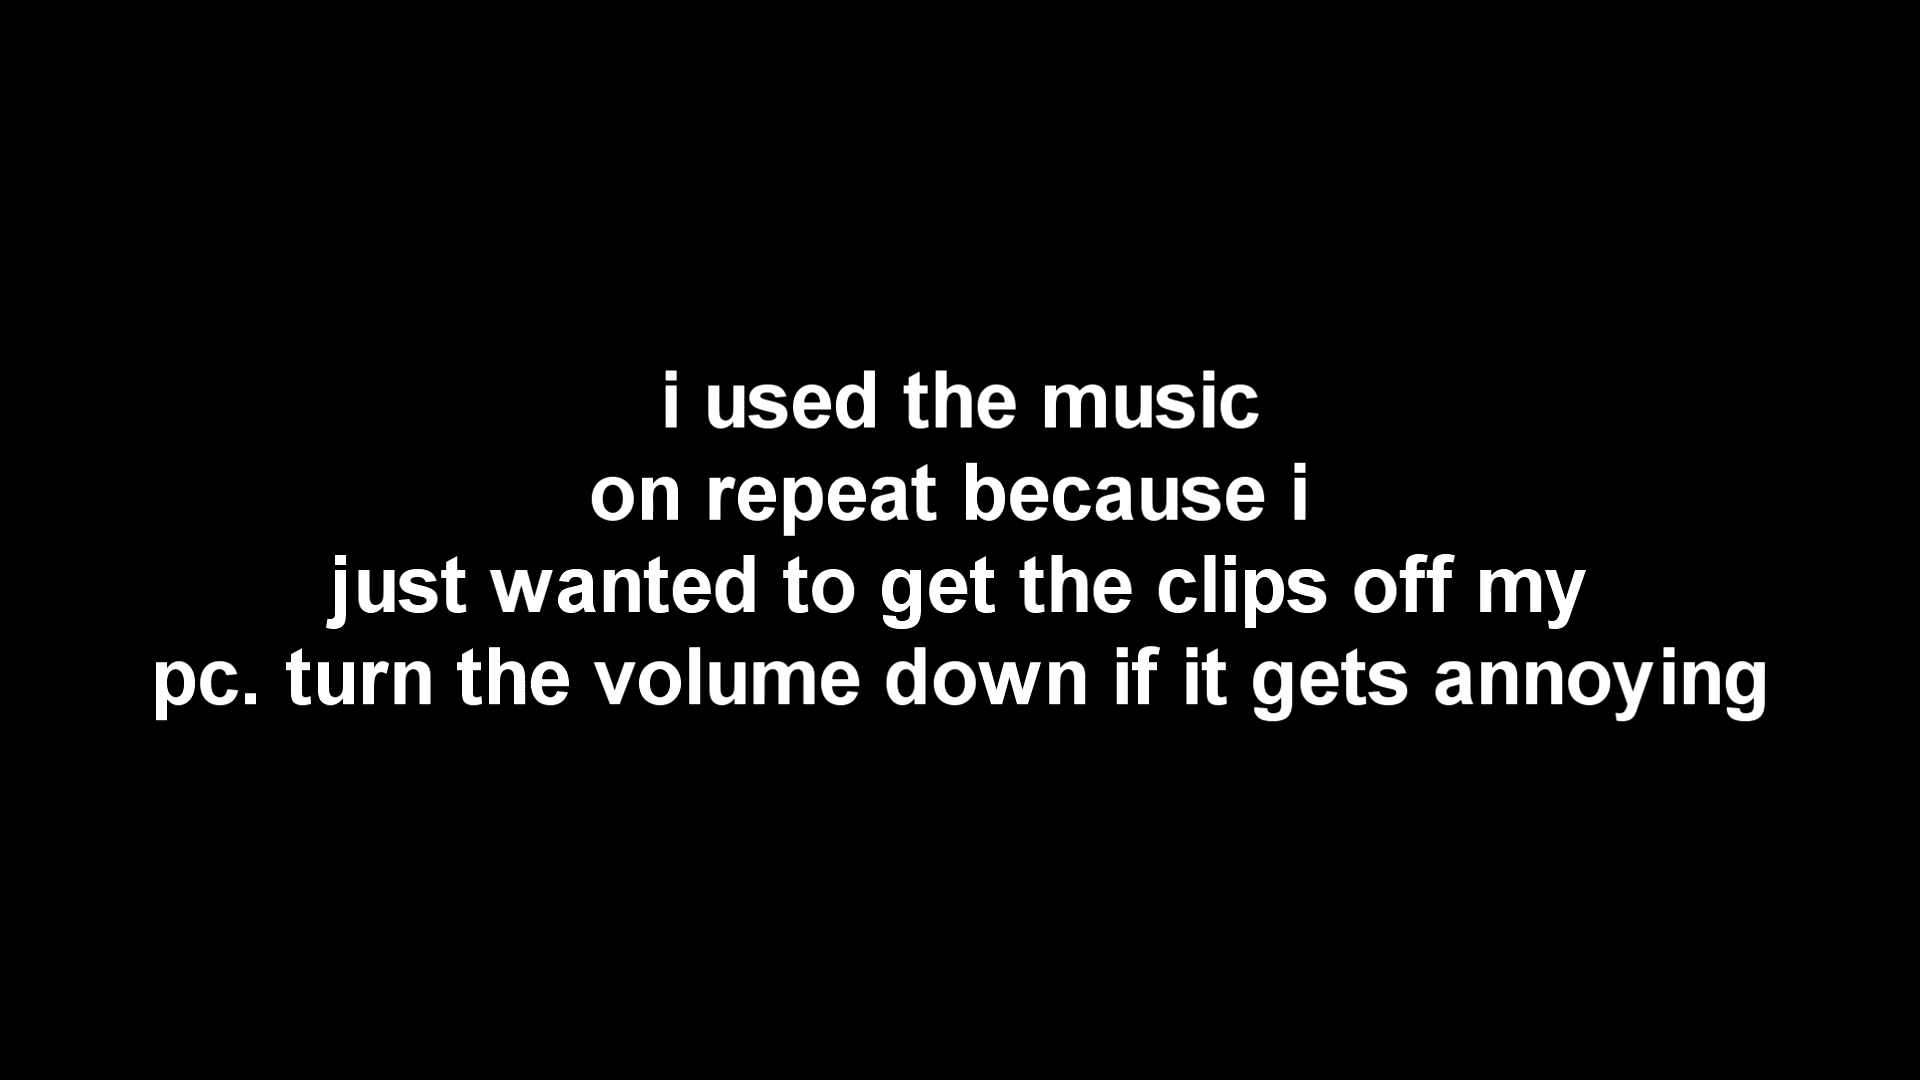 i used the music
on repeat because i
just wanted to get the clips off my
pc. turn the volume down if it gets annoying